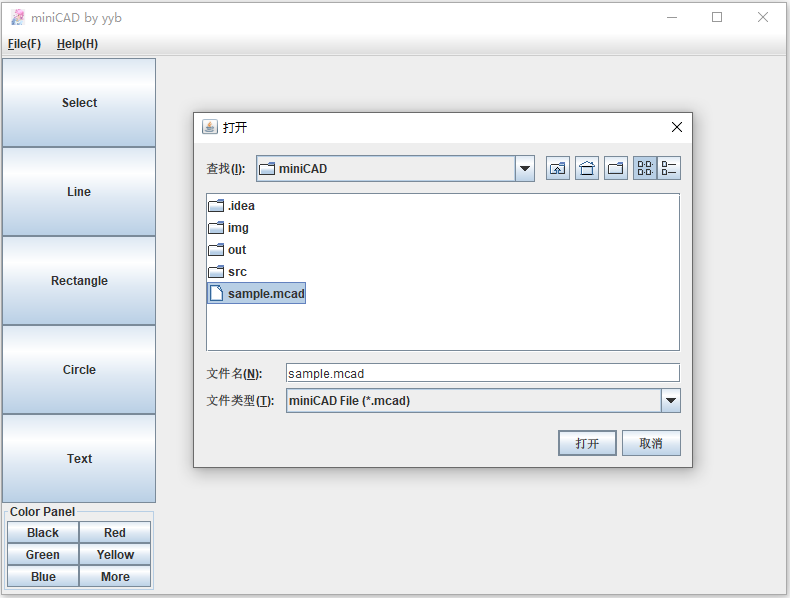 miniCAD by yyb
File(F) Help(H)
Select
Line
Rectangle
Circle
Text
Color Panel
Black Red
Green Yellow
Blue More
打开
查找(I): miniCAD
.idea
img
out
src
sample.mcad
文件名(N): sample.mcad
文件类型(T): miniCAD File (*.mcad)
打开 取消